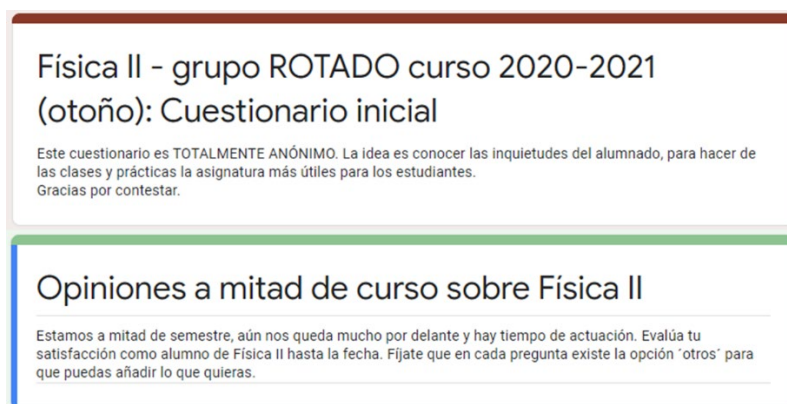 Física II - grupo ROTADO curso 2020-2021
(otoño): Cuestionario inicial
Este cuestionario es TOTALMENTE ANÓNIMO. La idea es conocer las inquietudes del alumnado, para hacer de
las clases y prácticas la asignatura más útiles para los estudiantes.
Gracias por contestar.
Opiniones a mitad de curso sobre Física II
Estamos a mitad de semestre, aún nos queda mucho por delante y hay tiempo de actuación. Evalúa tu
satisfacción como alumno de Física II hasta la fecha. Fíjate que en cada pregunta existe la opción ´otros´ para
que puedas añadir lo que quieras.